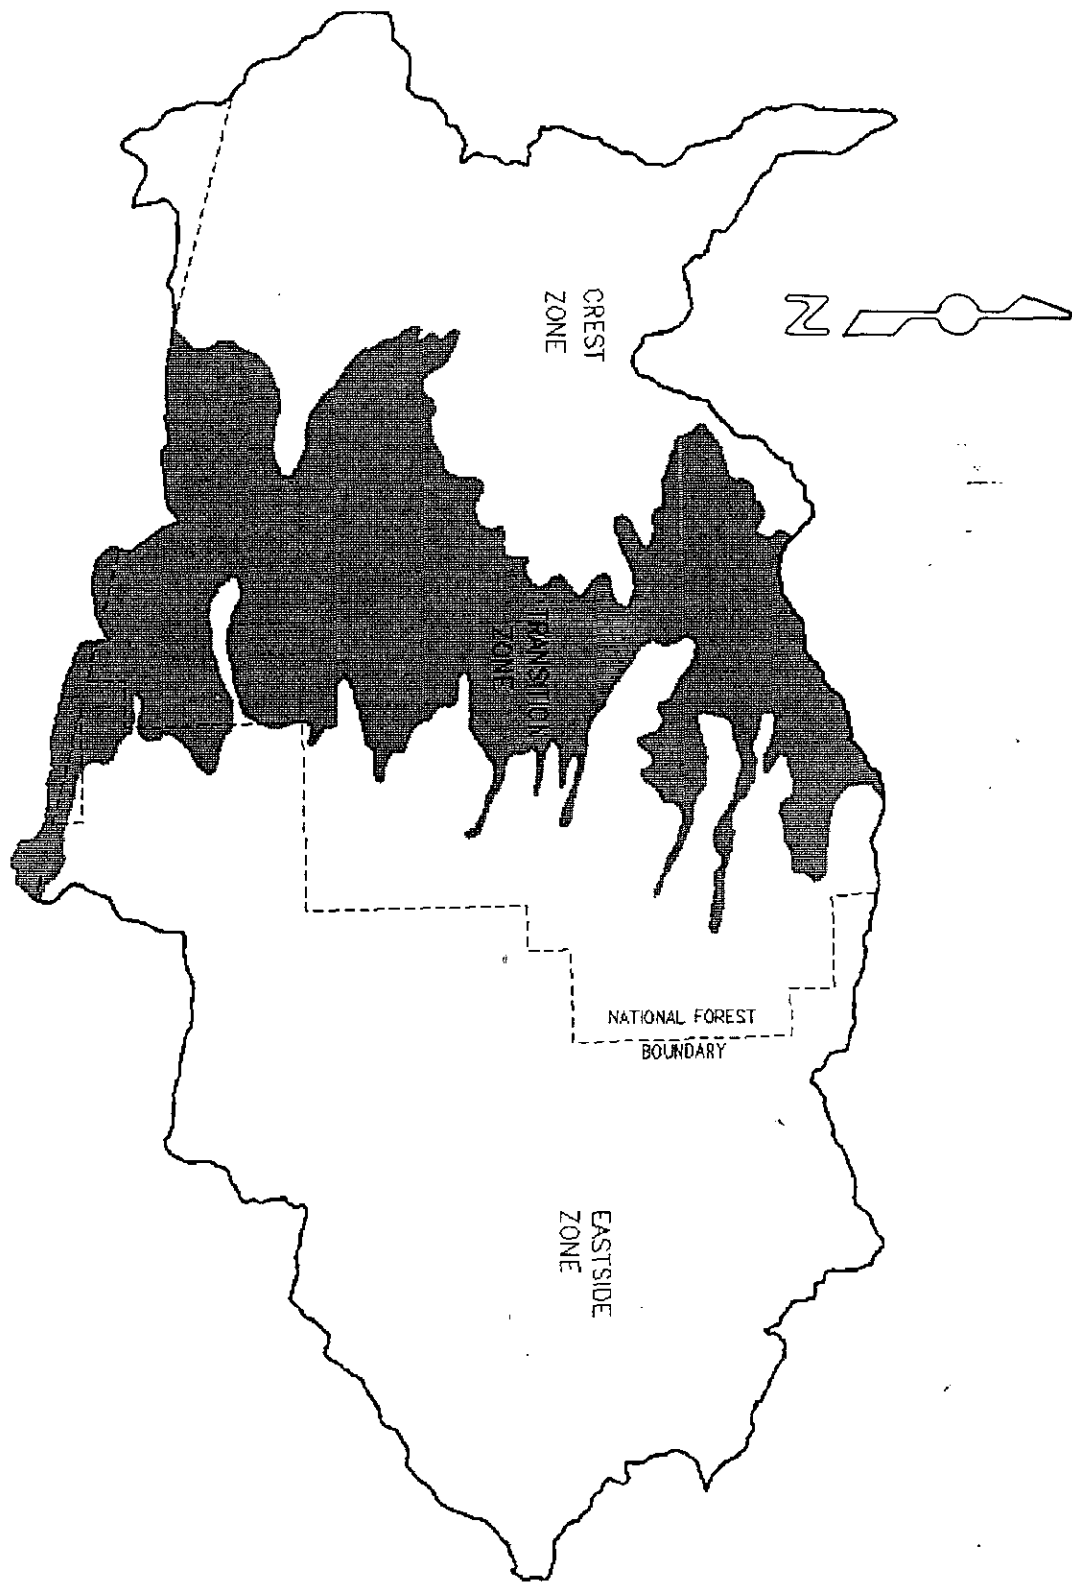 N
CREST
ZONE
TRANSITION
ZONE
NATIONAL FOREST
BOUNDARY
EASTSIDE
ZONE